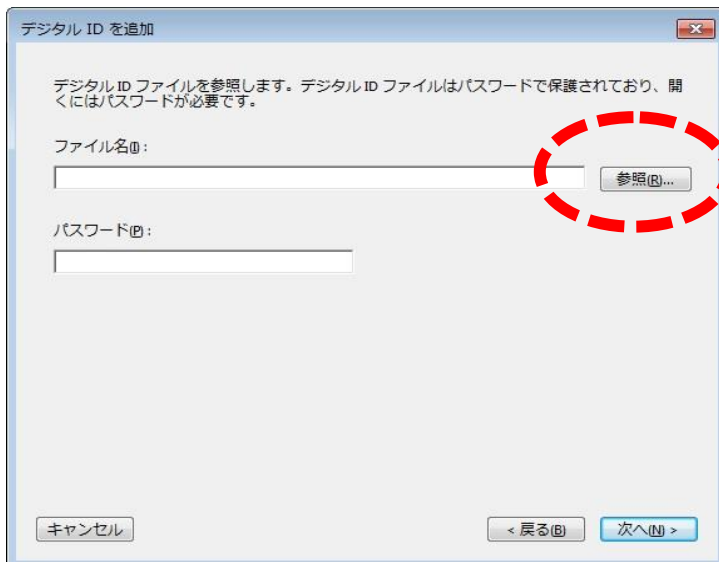 デジタル ID を追加
デジタル ID ファイルを参照します。デジタル ID ファイルはパスワードで保護されており、開
くにはパスワードが必要です。
ファイル名(I):
参照(R)...
パスワード(P):
キャンセル
< 戻る(B)
次へ(N) >